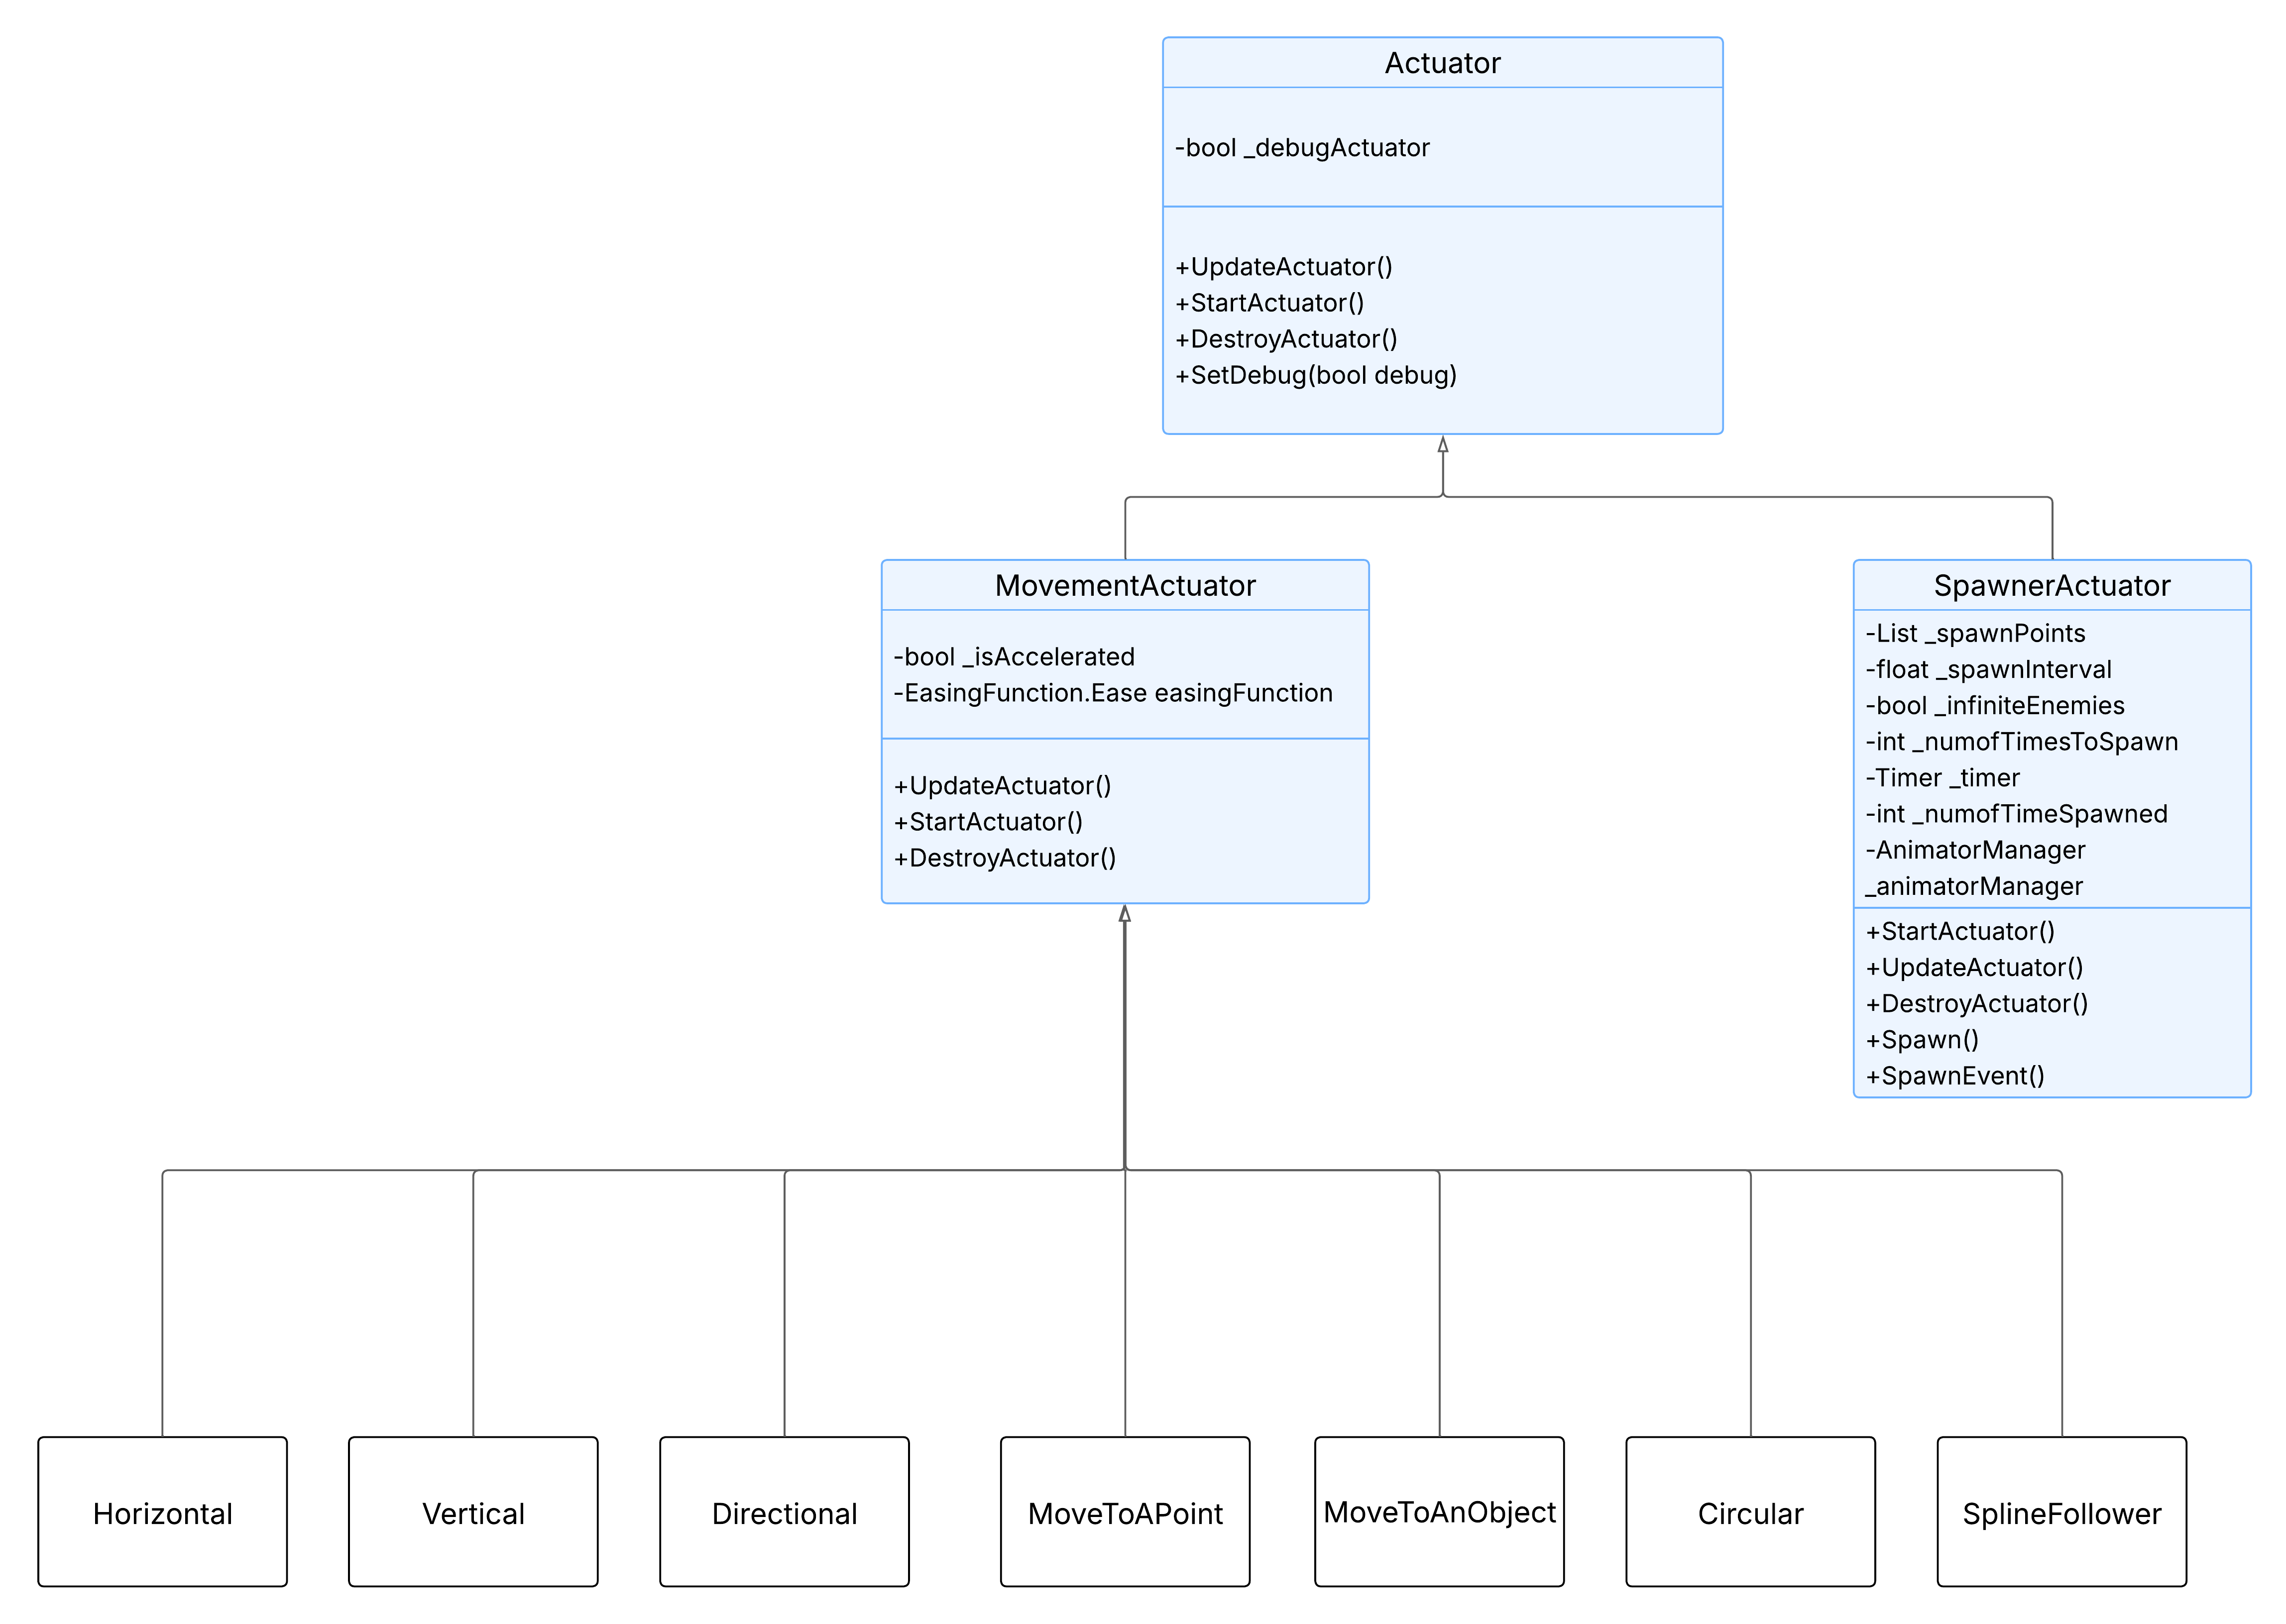 Actuator
-bool _debugActuator
+UpdateActuator()
+StartActuator()
+DestroyActuator()
+SetDebug(bool debug)
MovementActuator
-bool _isAccelerated
-EasingFunction.Ease easingFunction
+UpdateActuator()
+StartActuator()
+DestroyActuator()
SpawnerActuator
-List _spawnPoints
-float _spawnInterval
-bool _infiniteEnemies
-int _numofTimesToSpawn
-Timer _timer
-int _numofTimeSpawned
-AnimatorManager
_animatorManager
+StartActuator()
+UpdateActuator()
+DestroyActuator()
+Spawn()
+SpawnEvent()
Horizontal
Vertical
Directional
MoveToAPoint
MoveToAnObject
Circular
SplineFollower